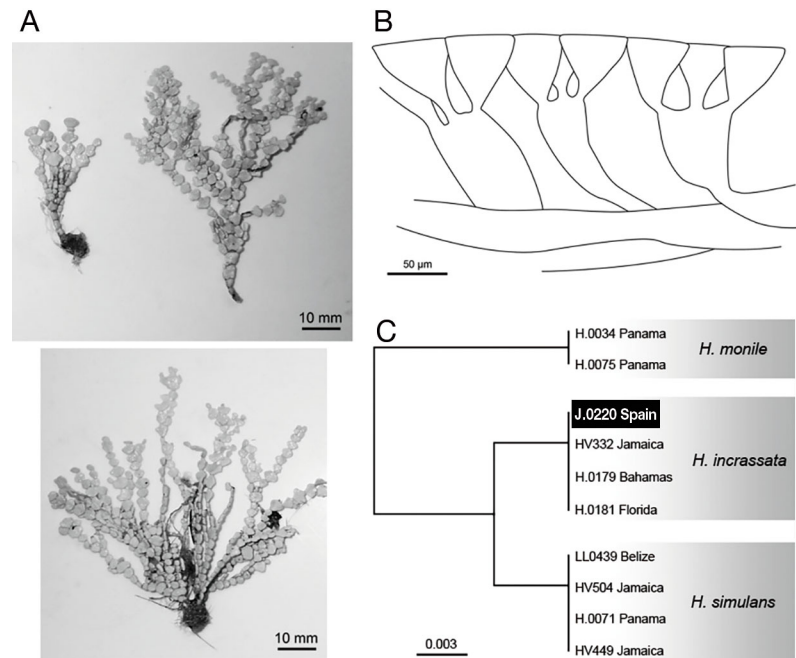 A
10 mm
10 mm
B
50 µm
C
H.0034 Panama
H.0075 Panama
H. monile
J.0220 Spain
HV332 Jamaica
H.0179 Bahamas
H.0181 Florida
H. incrassata
LL0439 Belize
HV504 Jamaica
H.0071 Panama
HV449 Jamaica
H. simulans
0.003